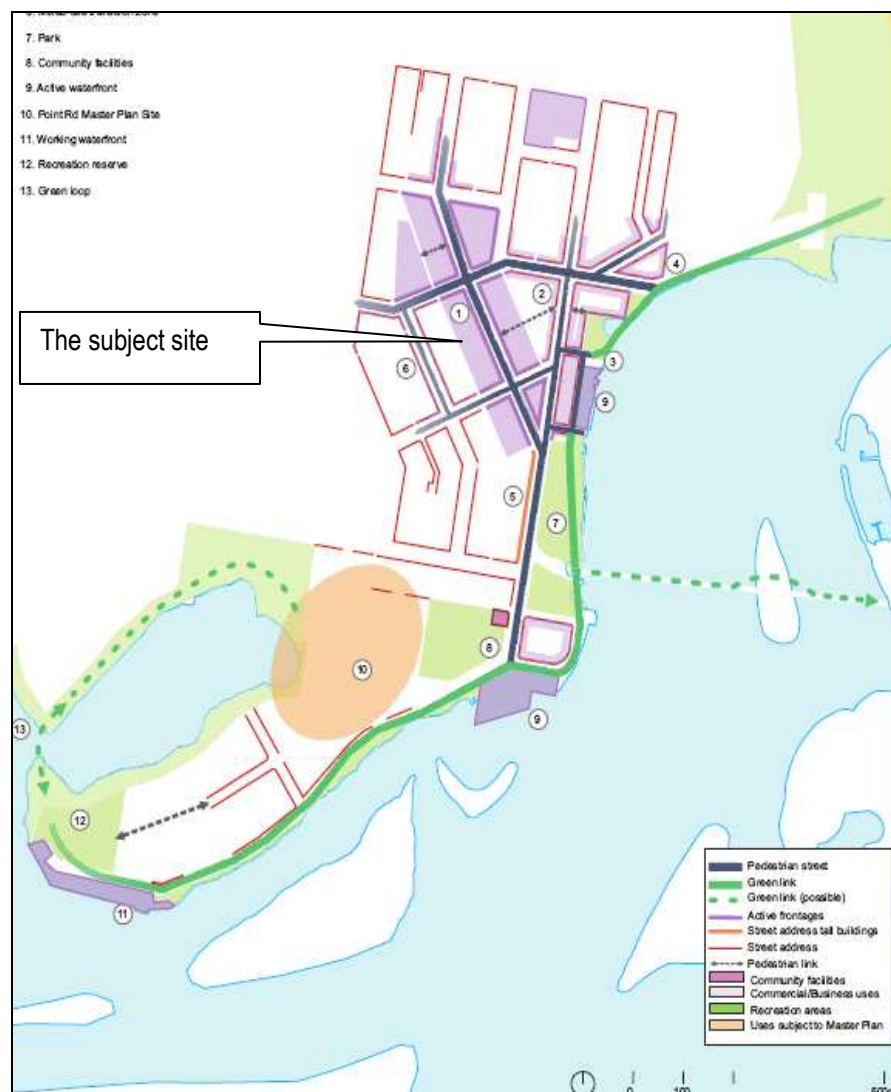 7. Park
8. Community facilities
9. Active waterfront
10. Point Rd Master Plan Site
11. Working waterfront
12. Recreation reserve
13. Green loop
4
1
2
The subject site
3
6
9
5
7
8
10
9
13
12
11
Pedestrian street
Green link
Green link (possible)
Active frontages
Street address tall buildings
Street address
Pedestrian link
Community facilities
Commercial/Business uses
Recreation areas
Uses subject to Master Plan
0
100